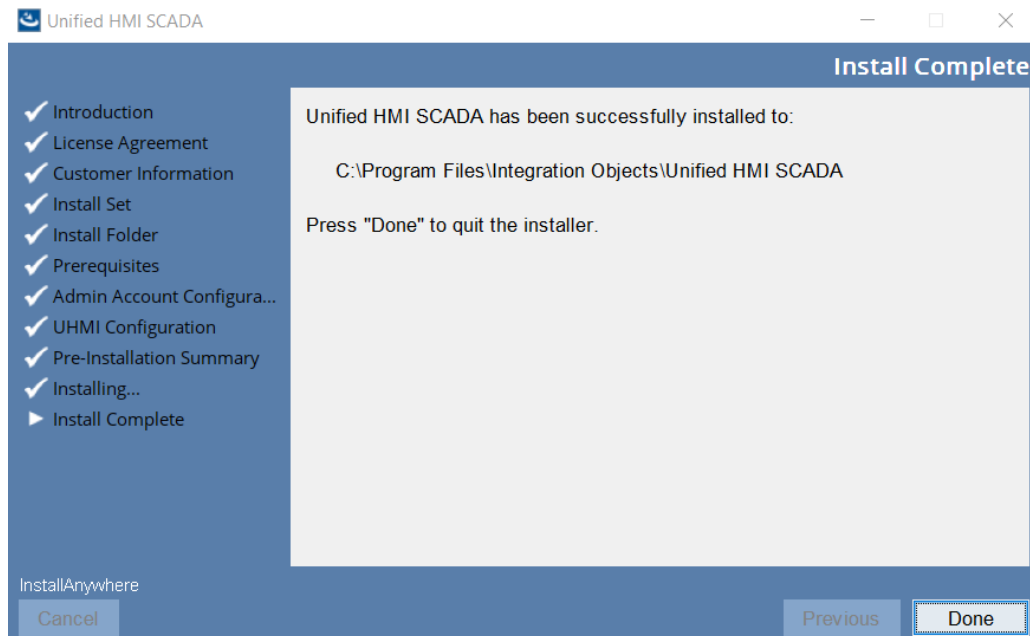 Unified HMI SCADA
Install Complete
Introduction
License Agreement
Customer Information
Install Set
Install Folder
Prerequisites
Admin Account Configura...
UHMI Configuration
Pre-Installation Summary
Installing...
Install Complete
Unified HMI SCADA has been successfully installed to:
C:\Program Files\Integration Objects\Unified HMI SCADA
Press "Done" to quit the installer.
InstallAnywhere
Cancel
Previous
Done